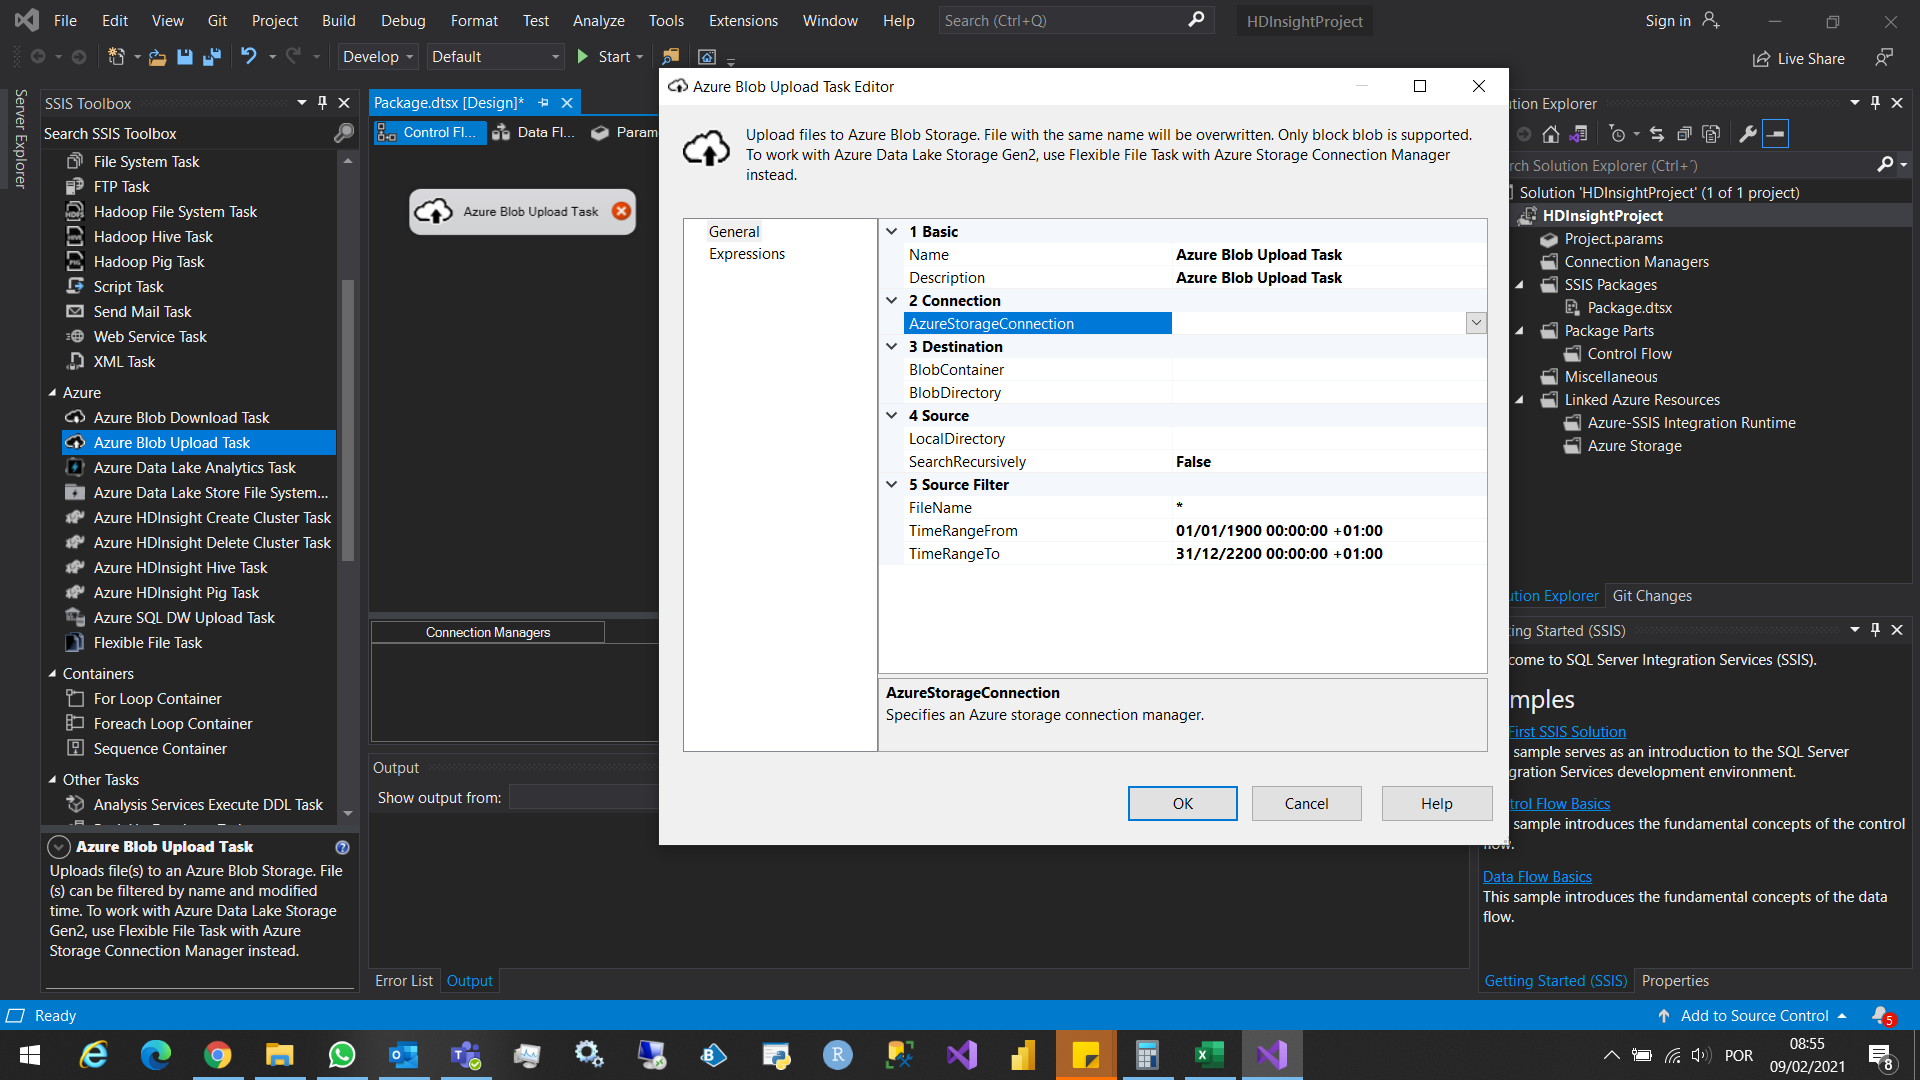 File Edit View Git Project Build Debug Format Test Analyze Tools Extensions Window Help Search (Ctrl+Q) HDInsightProject Sign in
Develop Default Start Live Share
Server Explorer
SSIS Toolbox
Search SSIS Toolbox
File System Task
FTP Task
Hadoop File System Task
Hadoop Hive Task
Hadoop Pig Task
Script Task
Send Mail Task
Web Service Task
XML Task
Azure
Azure Blob Download Task
Azure Blob Upload Task
Azure Data Lake Analytics Task
Azure Data Lake Store File System...
Azure HDInsight Create Cluster Task
Azure HDInsight Delete Cluster Task
Azure HDInsight Hive Task
Azure HDInsight Pig Task
Azure SQL DW Upload Task
Flexible File Task
Containers
For Loop Container
Foreach Loop Container
Sequence Container
Other Tasks
Analysis Services Execute DDL Task
Azure Blob Upload Task
Uploads file(s) to an Azure Blob Storage. File
(s) can be filtered by name and modified
time. To work with Azure Data Lake Storage
Gen2, use Flexible File Task with Azure
Storage Connection Manager instead.
Package.dtsx [Design]*
Control Fl... Data Fl... Param
Azure Blob Upload Task
Connection Managers
Output
Show output from:
Error List Output
Azure Blob Upload Task Editor
Upload files to Azure Blob Storage. File with the same name will be overwritten. Only block blob is supported.
To work with Azure Data Lake Storage Gen2, use Flexible File Task with Azure Storage Connection Manager
instead.
General
Expressions
1 Basic
Name Azure Blob Upload Task
Description Azure Blob Upload Task
2 Connection
AzureStorageConnection
3 Destination
BlobContainer
BlobDirectory
4 Source
LocalDirectory
SearchRecursively False
5 Source Filter
FileName *
TimeRangeFrom 01/01/1900 00:00:00 +01:00
TimeRangeTo 31/12/2200 00:00:00 +01:00
AzureStorageConnection
Specifies an Azure storage connection manager.
OK Cancel Help
ution Explorer
rch Solution Explorer (Ctrl+´)
Solution 'HDInsightProject' (1 of 1 project)
HDInsightProject
Project.params
Connection Managers
SSIS Packages
Package.dtsx
Package Parts
Control Flow
Miscellaneous
Linked Azure Resources
Azure-SSIS Integration Runtime
Azure Storage
ution Explorer Git Changes
ing Started (SSIS)
come to SQL Server Integration Services (SSIS).
mples
First SSIS Solution
sample serves as an introduction to the SQL Server
gration Services development environment.
trol Flow Basics
sample introduces the fundamental concepts of the control
flow.
Data Flow Basics
This sample introduces the fundamental concepts of the data
flow.
Getting Started (SSIS) Properties
Ready Add to Source Control 5
POR 08:55
09/02/2021 8